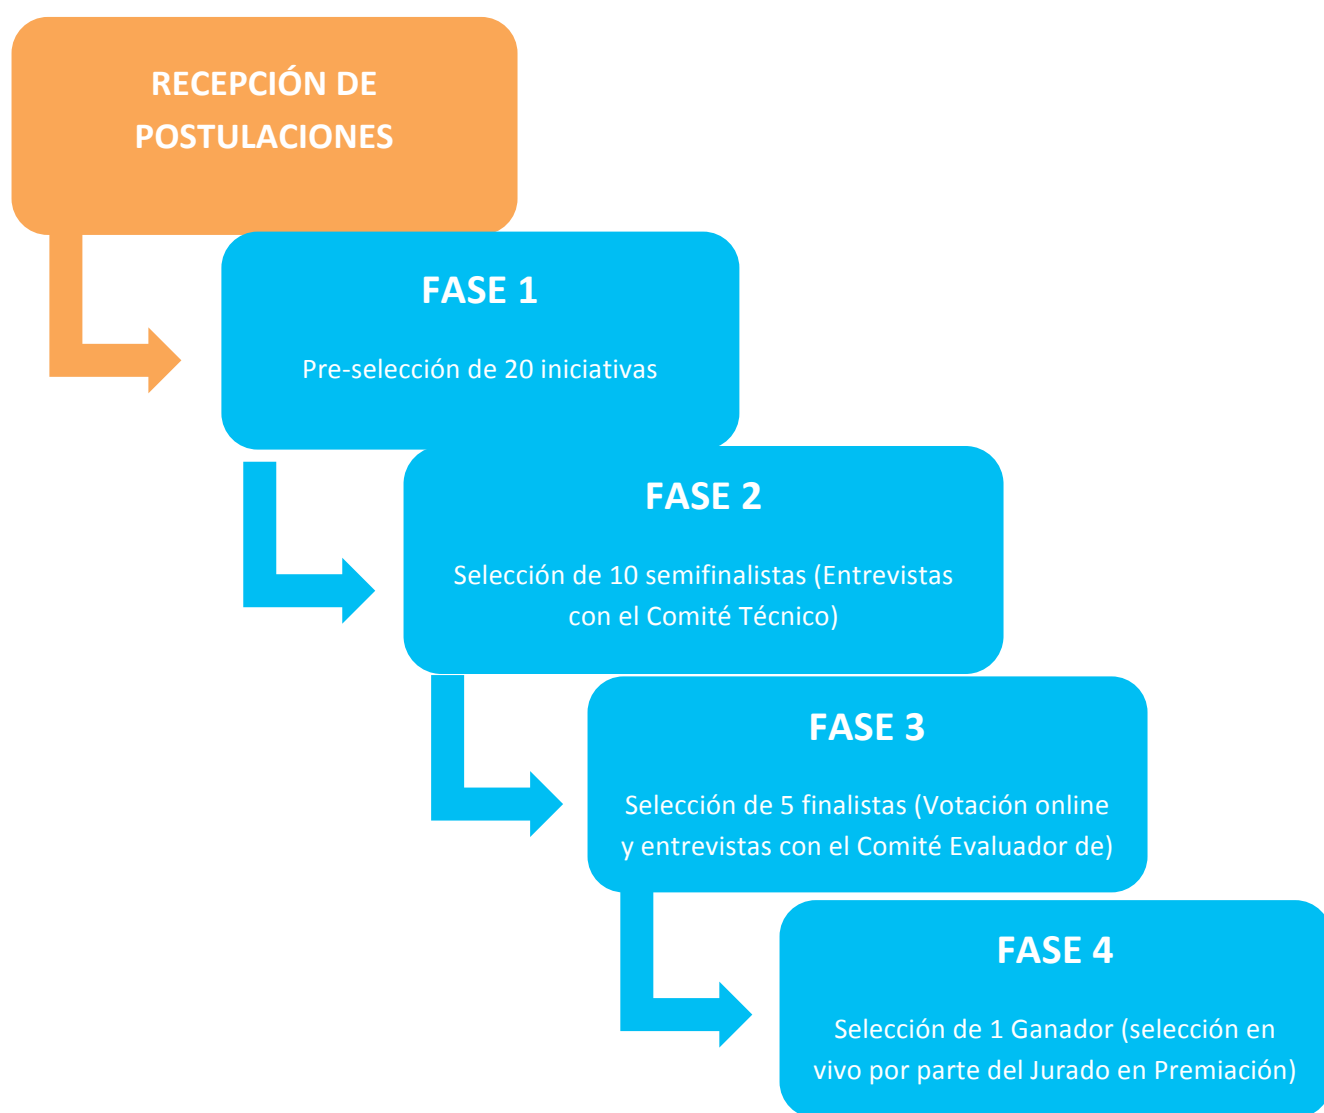 RECEPCIÓN DE
POSTULACIONES
FASE 1
Pre-selección de 20 iniciativas
FASE 2
Selección de 10 semifinalistas (Entrevistas
con el Comité Técnico)
FASE 3
Selección de 5 finalistas (Votación online
y entrevistas con el Comité Evaluador de)
FASE 4
Selección de 1 Ganador (selección en
vivo por parte del Jurado en Premiación)